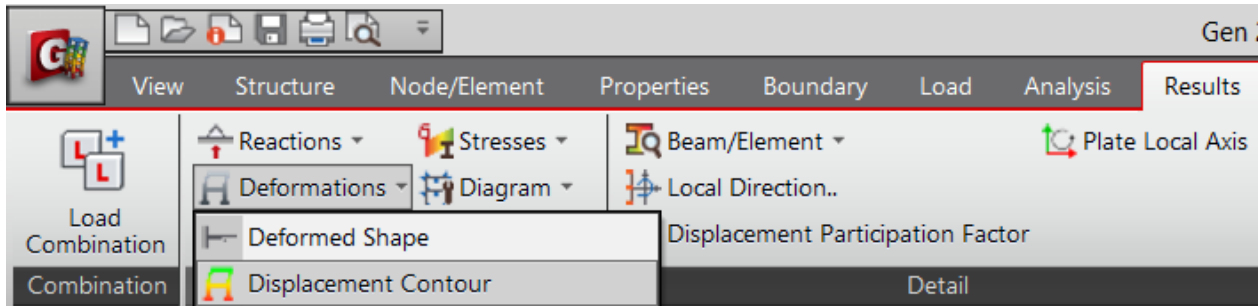 Gen 2
View Structure Node/Element Properties Boundary Load Analysis Results
Reactions Stresses Beam/Element Plate Local Axis
Deformations Diagram Local Direction..
Load
Combination
Displacement Participation Factor
Deformed Shape
Displacement Contour
Combination Detail